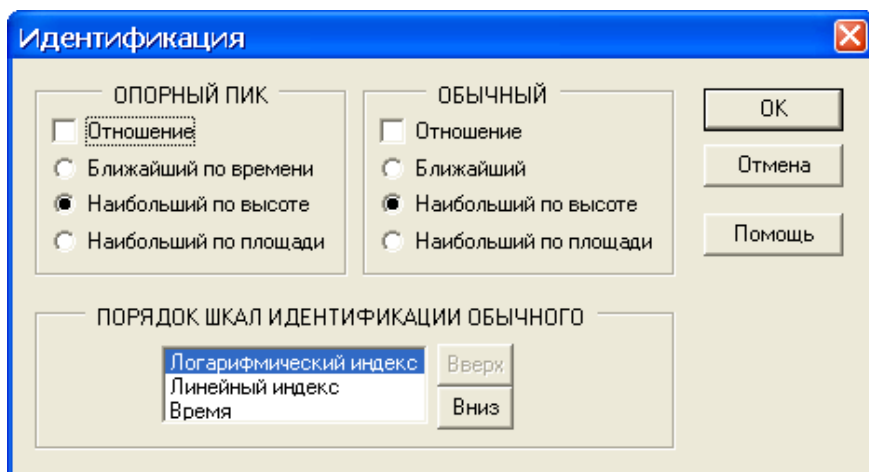 Идентификация
ОПОРНЫЙ ПИК
Отношение
Ближайший по времени
Наибольший по высоте
Наибольший по площади
ОБЫЧНЫЙ
Отношение
Ближайший
Наибольший по высоте
Наибольший по площади
OK
Отмена
Помощь
ПОРЯДОК ШКАЛ ИДЕНТИФИКАЦИИ ОБЫЧНОГО
Логарифмический индекс
Линейный индекс
Время
Вверх
Вниз